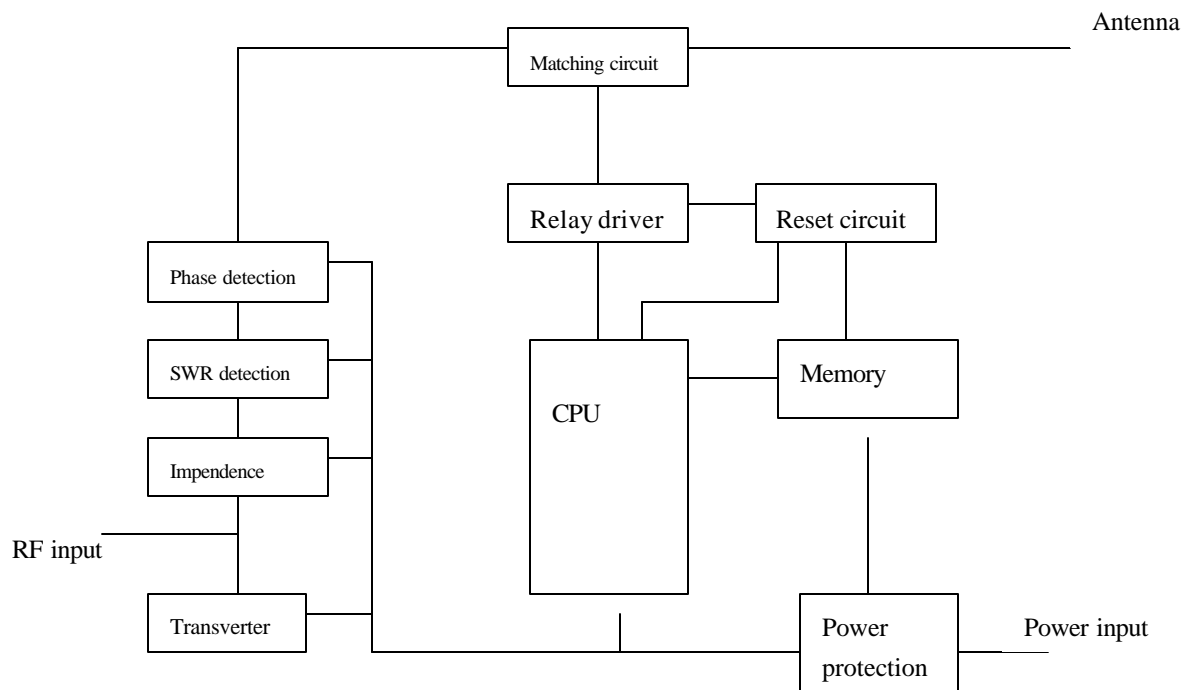 Antenna
Matching circuit
Relay driver
Reset circuit
Phase detection
SWR detection
Memory
CPU
Impendence
RF input
Transverter
Power
protection
Power input